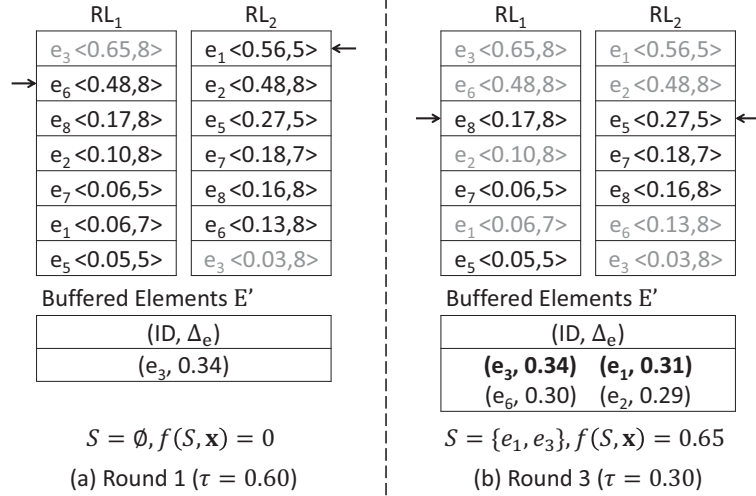 RL₁ RL₂
e₃<0.65,8> e₁<0.56,5>
e₆<0.48,8> e₂<0.48,8>
e₈<0.17,8> e₅<0.27,5>
e₂<0.10,8> e₇<0.18,7>
e₇<0.06,5> e₈<0.16,8>
e₁<0.06,7> e₆<0.13,8>
e₅<0.05,5> e₃<0.03,8>
Buffered Elements E'
(ID, Δₑ)
(e₃, 0.34)
S = ∅, f(S, x) = 0
(a) Round 1 (τ = 0.60)
RL₁ RL₂
e₃<0.65,8> e₁<0.56,5>
e₆<0.48,8> e₂<0.48,8>
e₈<0.17,8> e₅<0.27,5>
e₂<0.10,8> e₇<0.18,7>
e₇<0.06,5> e₈<0.16,8>
e₁<0.06,7> e₆<0.13,8>
e₅<0.05,5> e₃<0.03,8>
Buffered Elements E'
(ID, Δₑ)
(e₃, 0.34) (e₁, 0.31)
(e₆, 0.30) (e₂, 0.29)
S = {e₁, e₃}, f(S, x) = 0.65
(b) Round 3 (τ = 0.30)